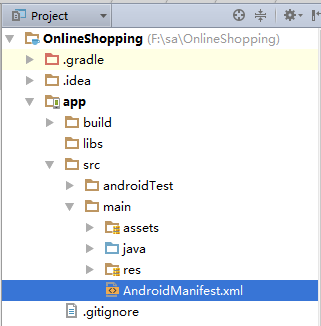 Project
OnlineShopping (F:\sa\OnlineShopping)
.gradle
.idea
app
build
libs
src
androidTest
main
assets
java
res
AndroidManifest.xml
.gitignore